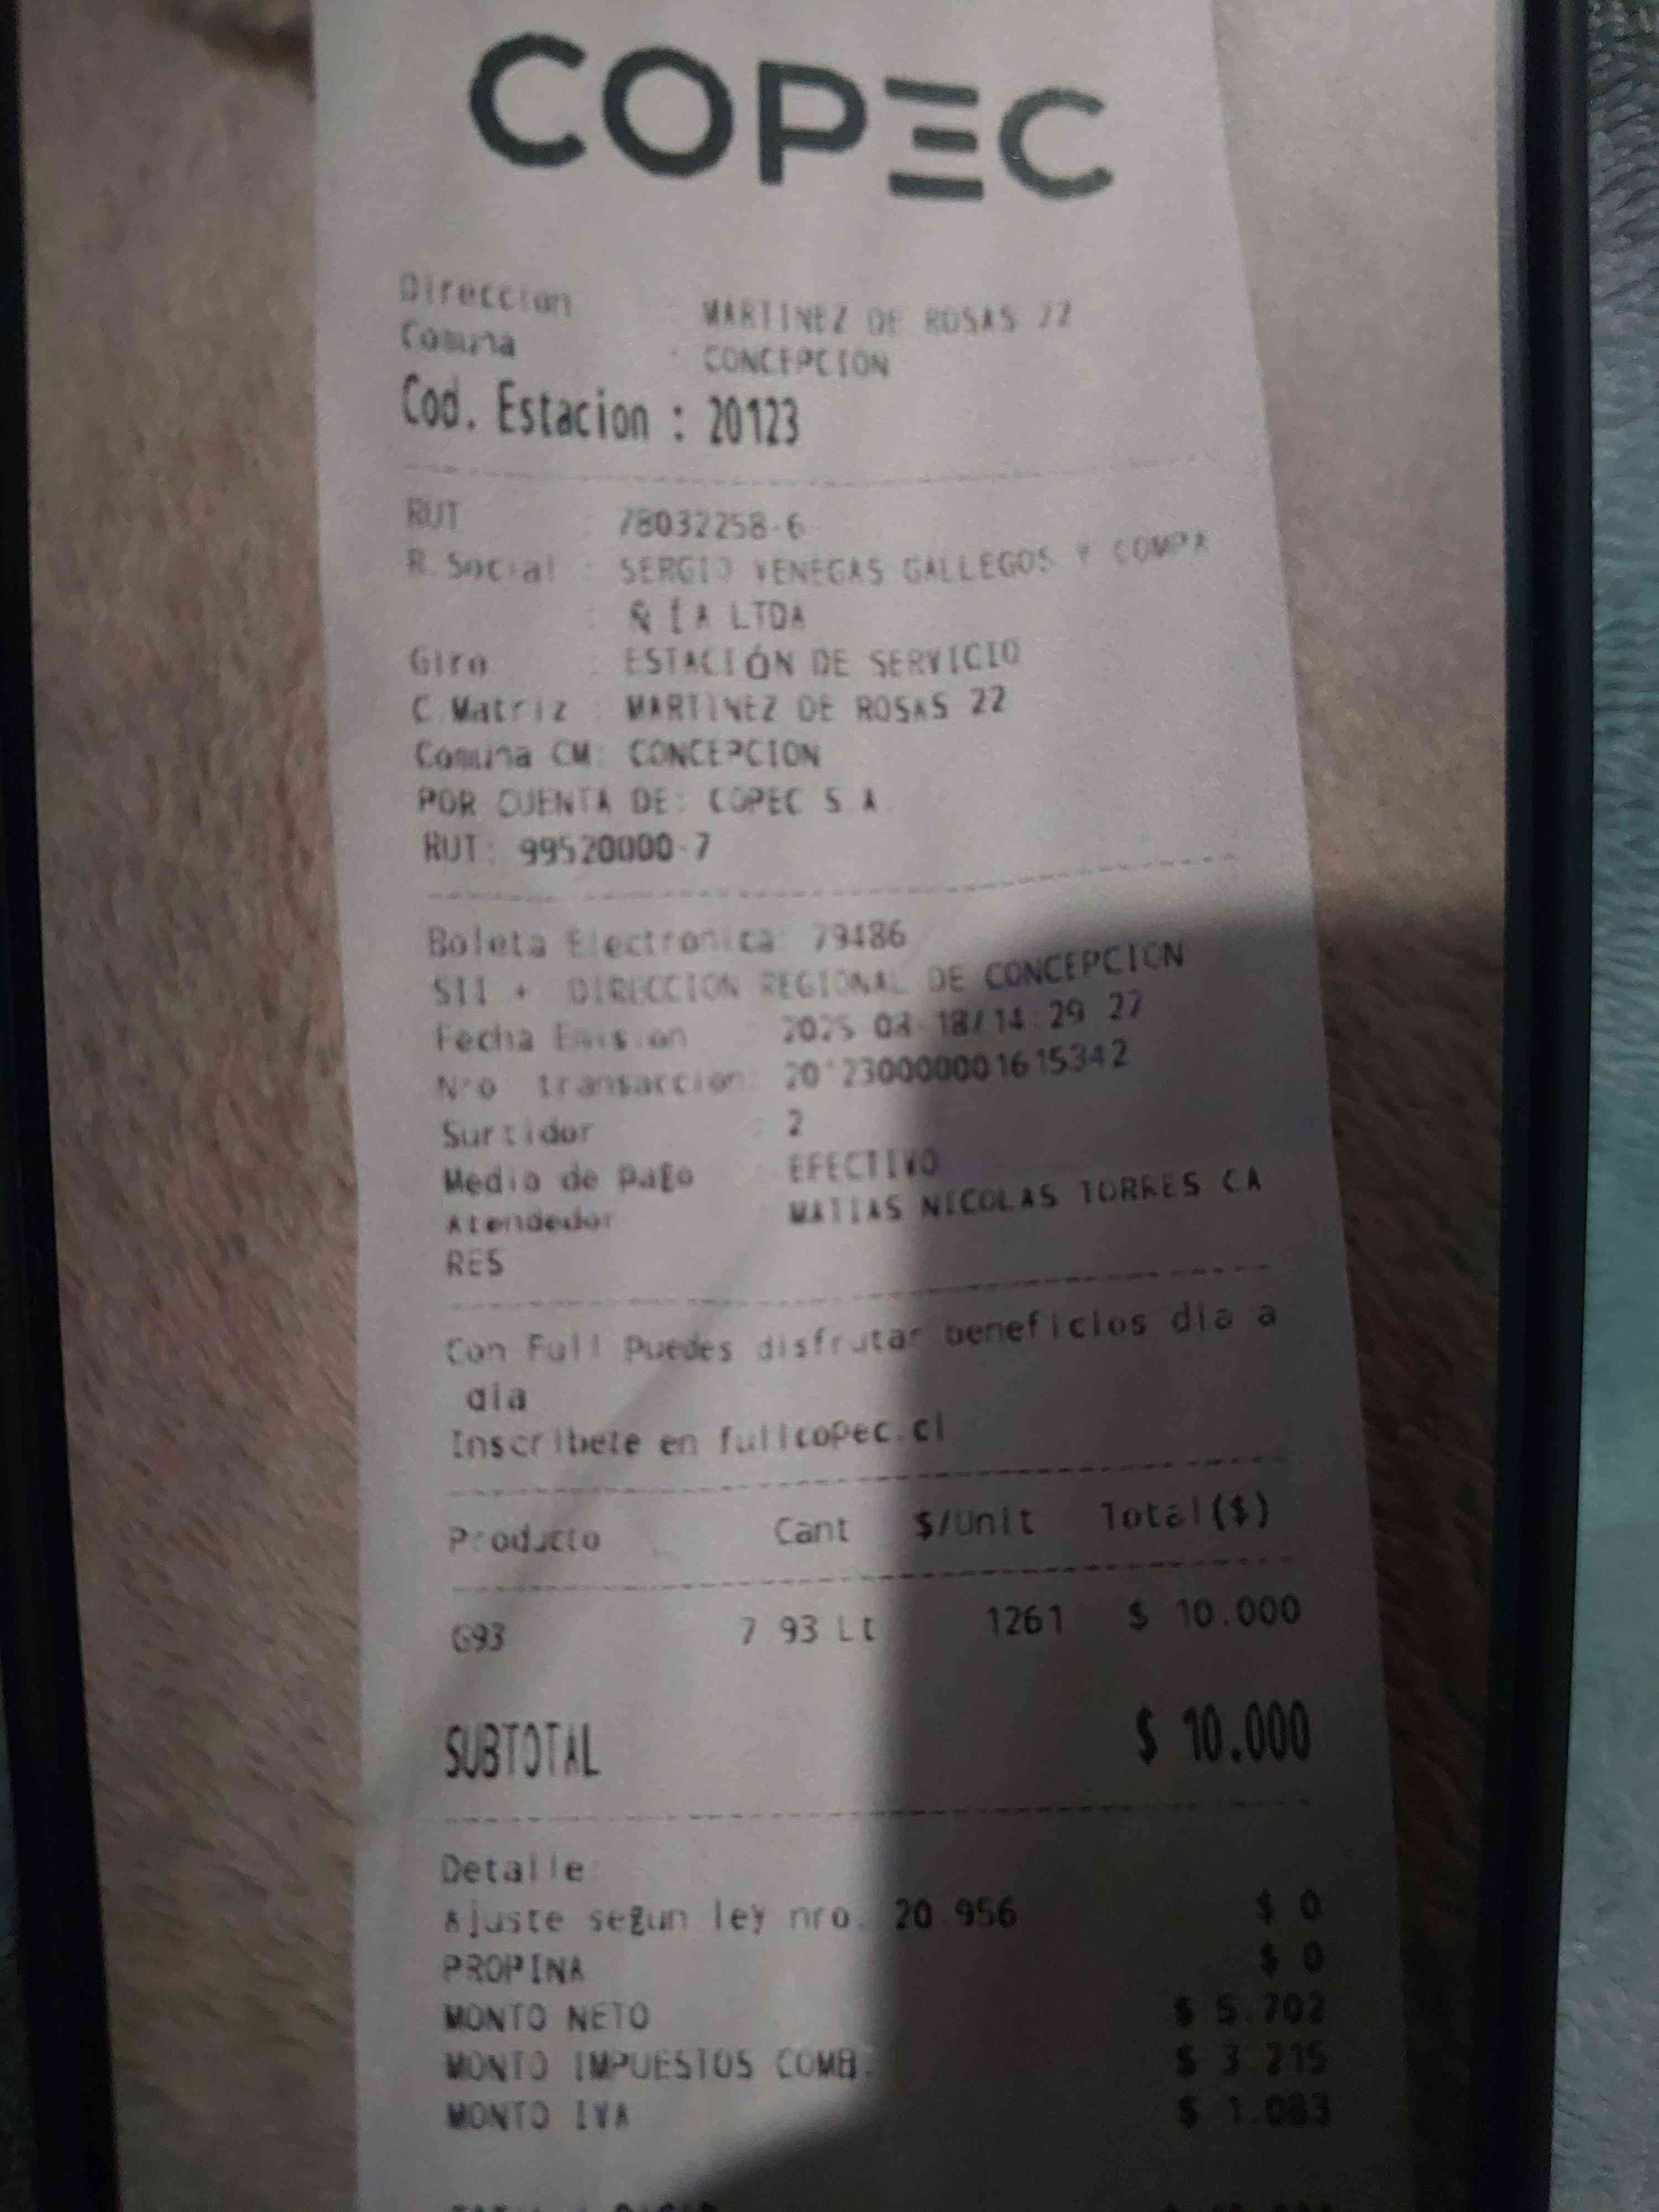 COPEC
Direccion : MARTINEZ DE ROSAS 22
Comuna : CONCEPCION
Cod. Estacion : 20123
RUT : 78032258-6
R.Social : SERGIO VENEGAS GALLEGOS Y COMPA
: Ñ ÍA LTDA
Giro : ESTACIÓN DE SERVICIO
C.Matriz : MARTINEZ DE ROSAS 22
Comuna CM: CONCEPCION
POR CUENTA DE: COPEC S.A.
RUT: 99520000-7
Boleta Electronica: 79486
SII - DIRECCION REGIONAL DE CONCEPCION
Fecha Emision : 14:29:27
Nro. transaccion: 20123000000001615342
Surtidor : 2
Medio de Pago : EFECTIVO
Atendedor : MATIAS NICOLAS TORRES CA
RES
Con Full Puedes disfrutar beneficios dia a
dia
Inscribete en fullcopec.cl
Producto Cant $/Unit Total($)
G93 7.93 Lt 1261 $ 10.000
SUBTOTAL $ 10.000
Detalle:
Ajuste segun ley nro. 20.956 $ 0
PROPINA $ 0
MONTO NETO $ 5.702
MONTO IMPUESTOS COMB. $ 3.215
MONTO IVA $ 1.083